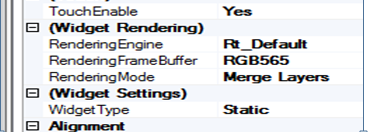 TouchEnable Yes
(Widget Rendering)
RenderingEngine Rt_Default
RenderingFrameBuffer RGB565
RenderingMode Merge Layers
(Widget Settings)
WidgetType Static
Alignment